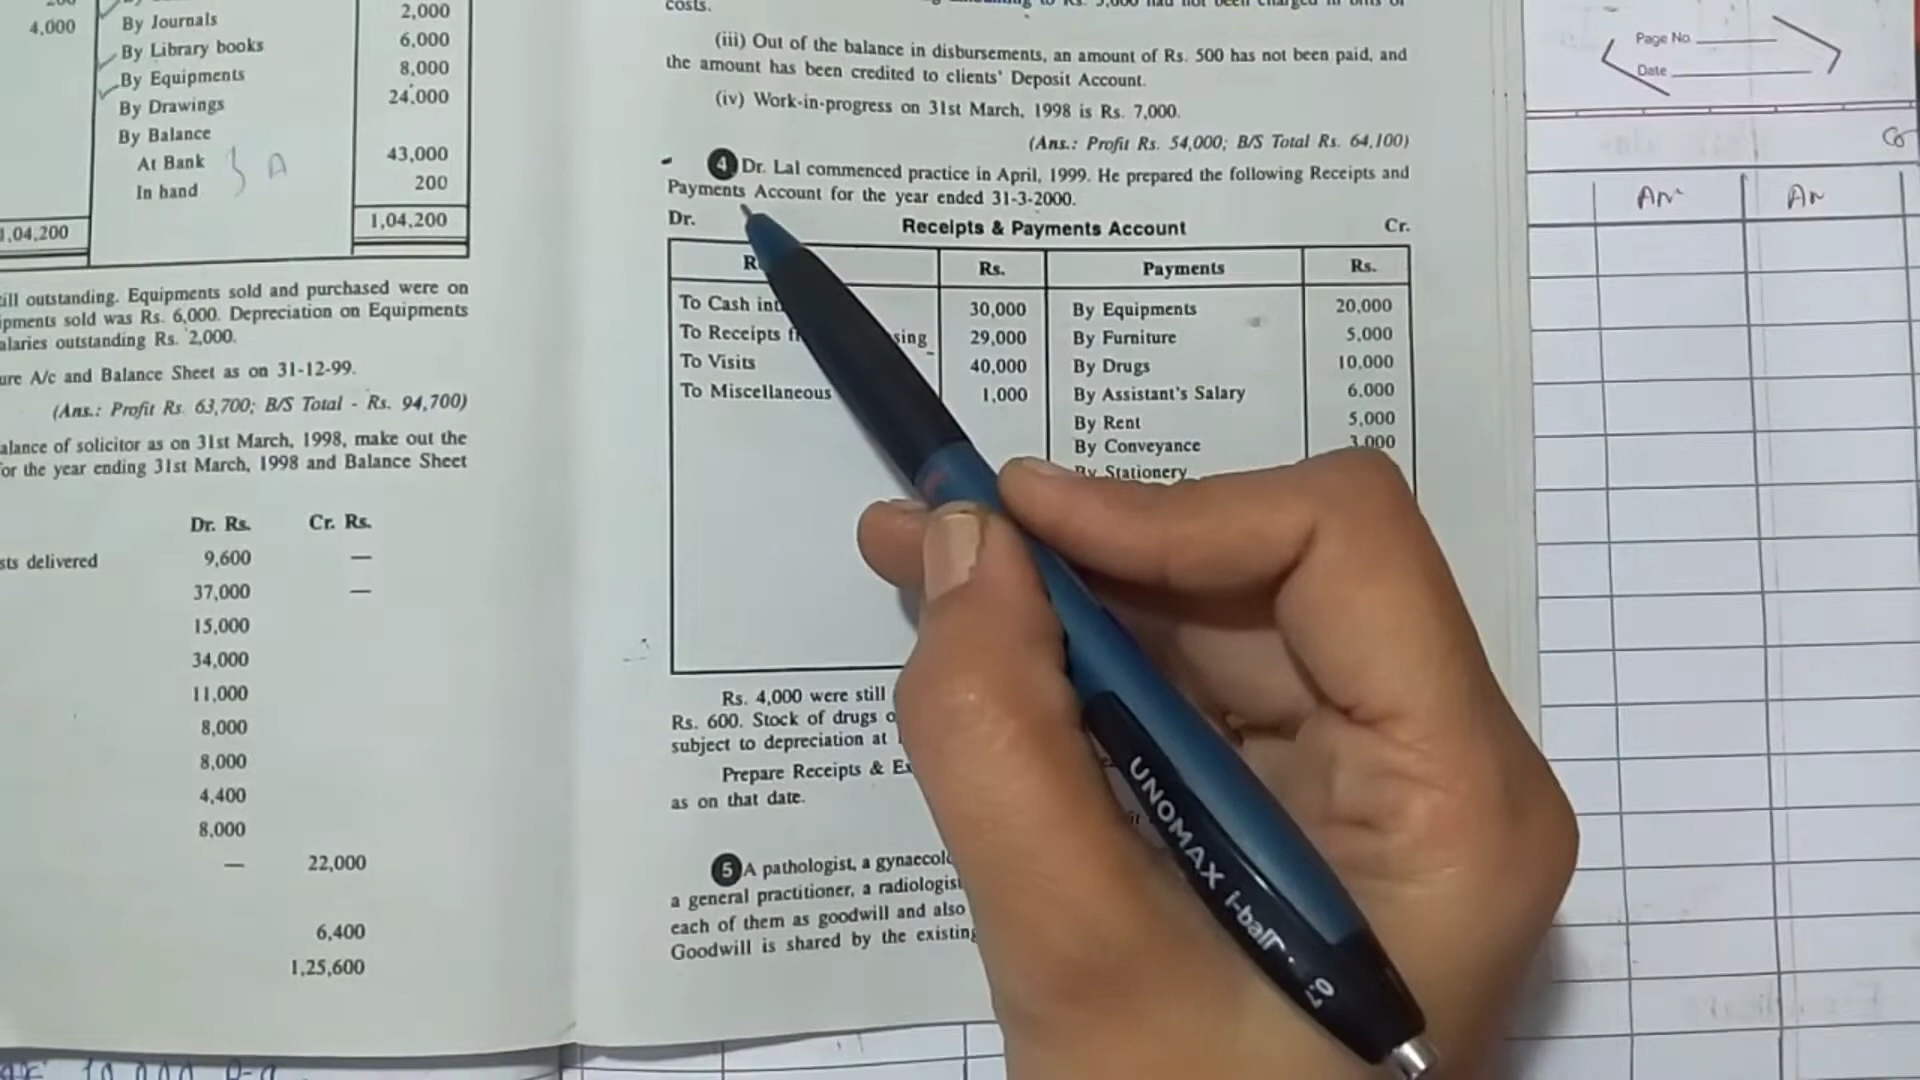 4,000 By Journals 2,000
By Library books 6,000
By Equipments 8,000
By Drawings 24,000
By Balance
At Bank 43,000
In hand 200
A
1,04,200 1,04,200
still outstanding. Equipments sold and purchased were on
sold was Rs. 6,000. Depreciation on Equipments
outstanding Rs. 2,000.
A/c and Balance Sheet as on 31-12-99.
(Ans.: Profit Rs. 63,700; B/S Total - Rs. 94,700)
balance of solicitor as on 31st March, 1998, make out the
for the year ending 31st March, 1998 and Balance Sheet
Dr. Rs. Cr. Rs.
delivered 9,600 —
37,000 —
15,000
34,000
11,000
8,000
8,000
4,400
8,000
— 22,000
6,400
1,25,600
costs.
(iii) Out of the balance in disbursements, an amount of Rs. 500 has not been paid, and
the amount has been credited to clients' Deposit Account.
(iv) Work-in-progress on 31st March, 1998 is Rs. 7,000.
(Ans.: Profit Rs. 54,000; B/S Total Rs. 64,100)
4 Dr. Lal commenced practice in April, 1999. He prepared the following Receipts and
Payments Account for the year ended 31-3-2000.
Dr. Receipts & Payments Account Cr.
Rs. Payments Rs.
To Cash 30,000 By Equipments 20,000
To Receipts 29,000 By Furniture 5,000
To Visits 40,000 By Drugs 10,000
To Miscellaneous 1,000 By Assistant's Salary 6,000
By Rent 5,000
By Conveyance 3,000
By Stationery
Rs. 4,000 were still
Rs. 600. Stock of drugs
subject to depreciation at
Prepare Receipts &
as on that date.
5 A pathologist, a
a general practitioner, a radiologist
each of them as goodwill and also
Goodwill is shared by the existing
UNOMAX i-ball
Page No.
Date